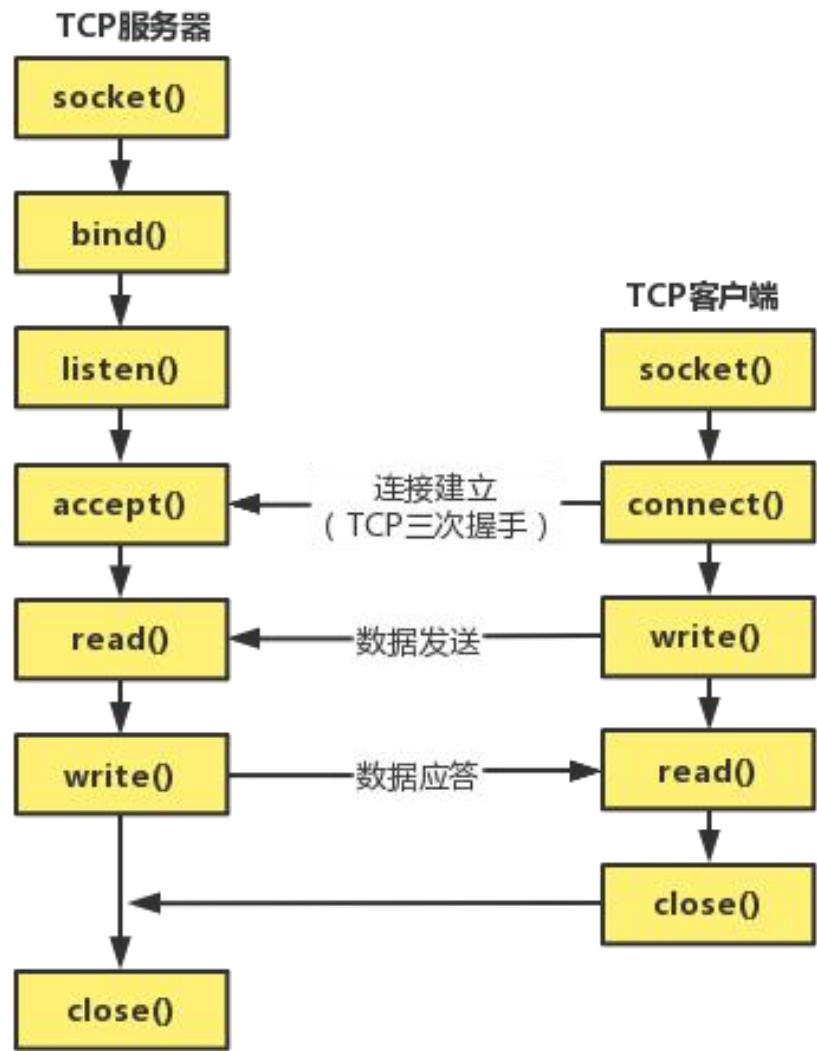 TCP服务器
socket()
bind()
listen()
TCP客户端
socket()
accept()
连接建立
（TCP三次握手）
connect()
read()
数据发送
write()
write()
数据应答
read()
close()
close()